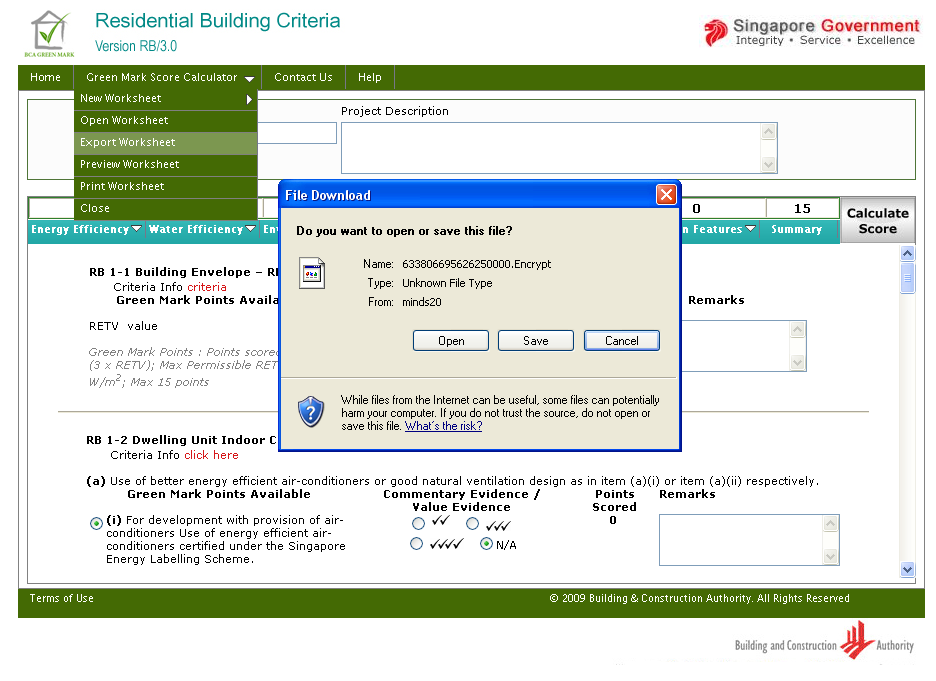 Residential Building Criteria
Version RB/3.0
BCA GREEN MARK
Singapore Government
Integrity • Service • Excellence
Home Green Mark Score Calculator Contact Us Help
New Worksheet
Open Worksheet
Export Worksheet
Preview Worksheet
Print Worksheet
Close
Project Description
0 15
Calculate
Score
Energy Efficiency Water Efficiency Features Summary
RB 1-1 Building Envelope –
Criteria Info criteria
Green Mark Points
Remarks
RETV value
Green Mark Points : Points
(3 x RETV); Max Permissible
W/m2; Max 15 points
File Download
Do you want to open or save this file?
Name: 633806695626250000.Encrypt
Type: Unknown File Type
From: minds20
Open Save Cancel
While files from the Internet can be useful, some files can potentially
harm your computer. If you do not trust the source, do not open or
save this file. What's the risk?
RB 1-2 Dwelling Unit Indoor
Criteria Info click here
(a) Use of better energy efficient air-conditioners or good natural ventilation design as in item (a)(i) or item (a)(ii) respectively.
Green Mark Points Available
Commentary Evidence /
Value Evidence
Points
Scored
Remarks
0
(i) For development with provision of air-
conditioners Use of energy efficient air-
conditioners certified under the Singapore
Energy Labelling Scheme.
✓✓ ✓✓✓
✓✓✓✓ N/A
Terms of Use
© 2009 Building & Construction Authority. All Rights Reserved
Building and Construction Authority